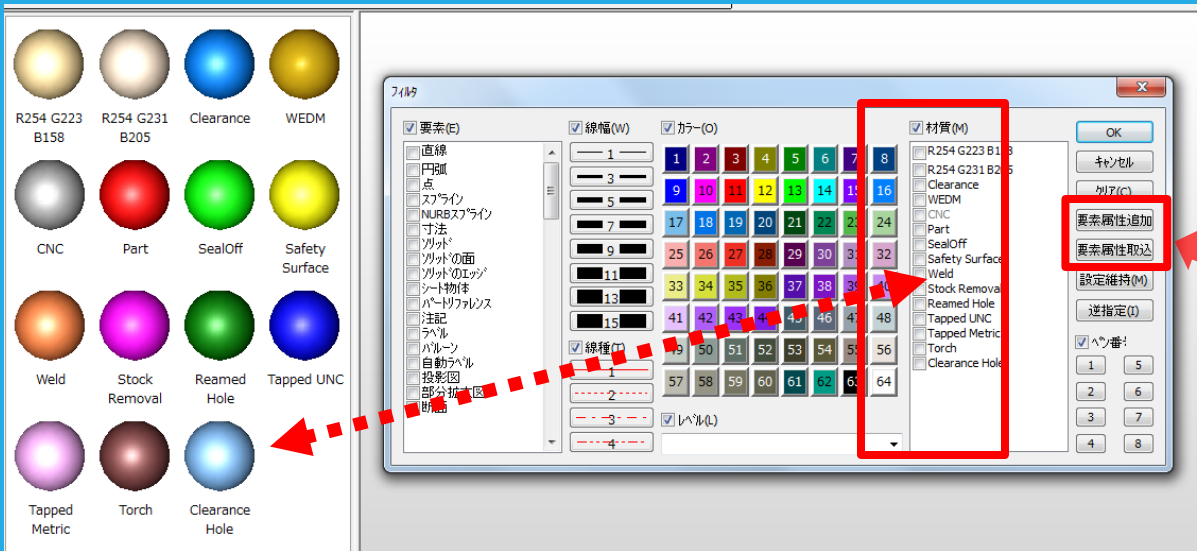 R254 G223
B158
R254 G231
B205
Clearance
WEDM
CNC
Part
SealOff
Safety
Surface
Weld
Stock
Removal
Reamed
Hole
Tapped UNC
Tapped
Metric
Torch
Clearance
Hole
フィルタ
要素(E)
直線
円弧
点
スプライン
NURBスプライン
寸法
ソリッド
ソリッドの面
ソリッドのエッジ
シート物体
パートリファレンス
注記
ラベル
バルーン
自動ラベル
投影図
部分拡大図
断面
線幅(W)
1
3
5
7
9
11
13
15
線種(T)
1
2
3
4
カラー(O)
1 2 3 4 5 6 7 8
9 10 11 12 13 14 15 16
17 18 19 20 21 22 23 24
25 26 27 28 29 30 31 32
33 34 35 36 37 38 39 40
41 42 43 44 45 46 47 48
49 50 51 52 53 54 55 56
57 58 59 60 61 62 63 64
レベル(L)
材質(M)
R254 G223 B158
R254 G231 B205
Clearance
WEDM
CNC
Part
SealOff
Safety Surface
Weld
Stock Removal
Reamed Hole
Tapped UNC
Tapped Metric
Torch
Clearance Hole
OK
キャンセル
クリア(C)
要素属性追加
要素属性取込
設定維持(M)
逆指定(I)
ペン番号
1 5
2 6
3 7
4 8